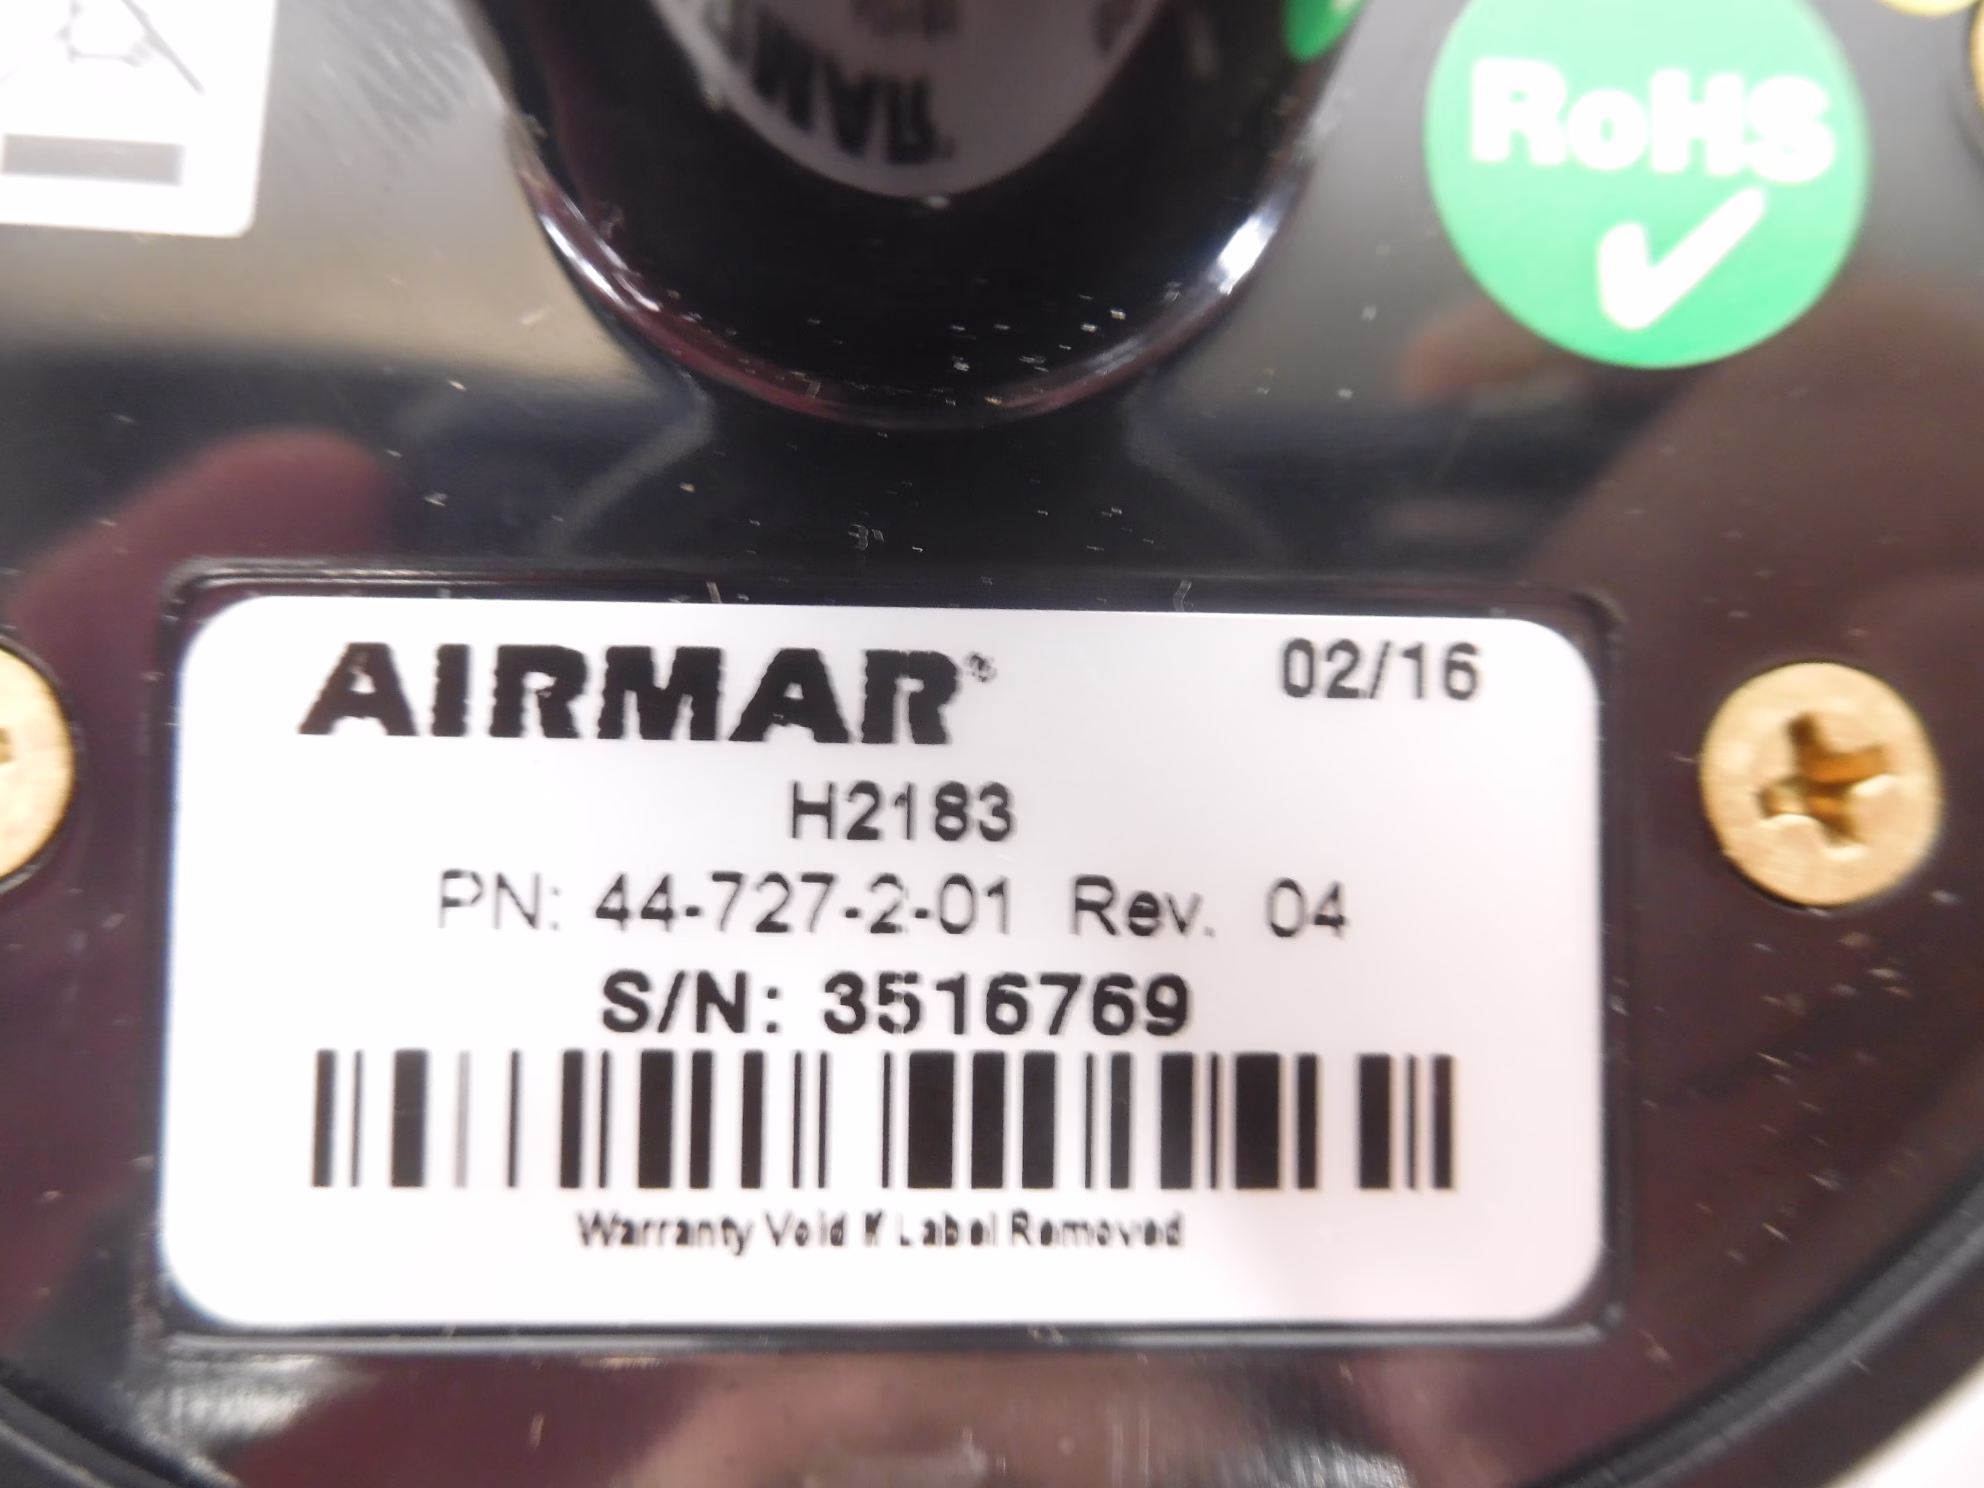 RoHS
AIRMAR® 02/16
H2183
PN: 44-727-2-01 Rev. 04
S/N: 3516769
Warranty Void If Label Removed